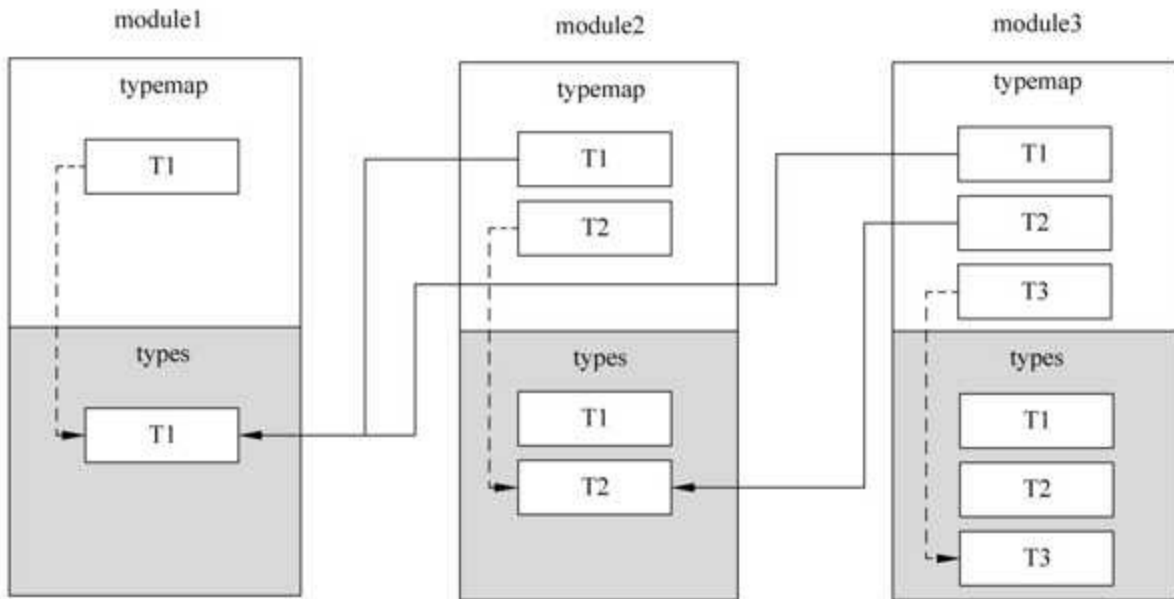 module1
module2
module3
typemap
typemap
typemap
T1
T1
T1
T2
T2
T3
types
types
types
T1
T1
T1
T2
T2
T3